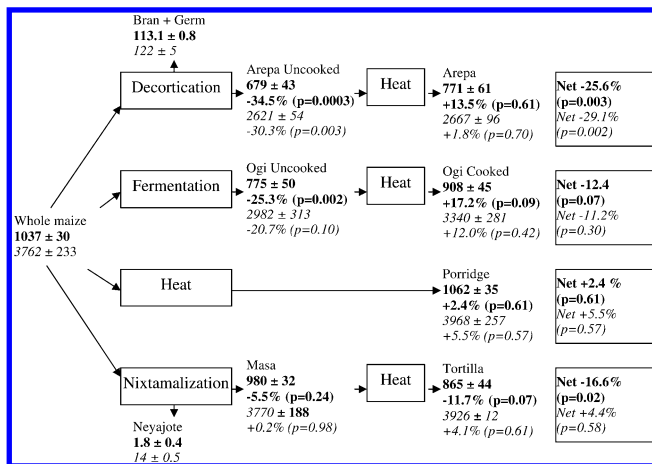 Bran + Germ
113.1 ± 0.8
122 ± 5
Decortication
Arepa Uncooked
679 ± 43
-34.5% (p=0.0003)
2621 ± 54
-30.3% (p=0.003)
Heat
Arepa
771 ± 61
+13.5% (p=0.61)
2667 ± 96
+1.8% (p=0.70)
Net -25.6%
(p=0.003)
Net -29.1%
(p=0.002)
Fermentation
Ogi Uncooked
775 ± 50
-25.3% (p=0.002)
2982 ± 313
-20.7% (p=0.10)
Heat
Ogi Cooked
908 ± 45
+17.2% (p=0.09)
3340 ± 281
+12.0% (p=0.42)
Net -12.4
(p=0.07)
Net -11.2%
(p=0.30)
Whole maize
1037 ± 30
3762 ± 233
Heat
Porridge
1062 ± 35
+2.4% (p=0.61)
3968 ± 257
+5.5% (p=0.57)
Net +2.4 %
(p=0.61)
Net +5.5%
(p=0.57)
Nixtamalization
Masa
980 ± 32
-5.5% (p=0.24)
3770 ± 188
+0.2% (p=0.98)
Heat
Tortilla
865 ± 44
-11.7% (p=0.07)
3926 ± 12
+4.1% (p=0.61)
Net -16.6%
(p=0.02)
Net +4.4%
(p=0.58)
Neyajote
1.8 ± 0.4
14 ± 0.5